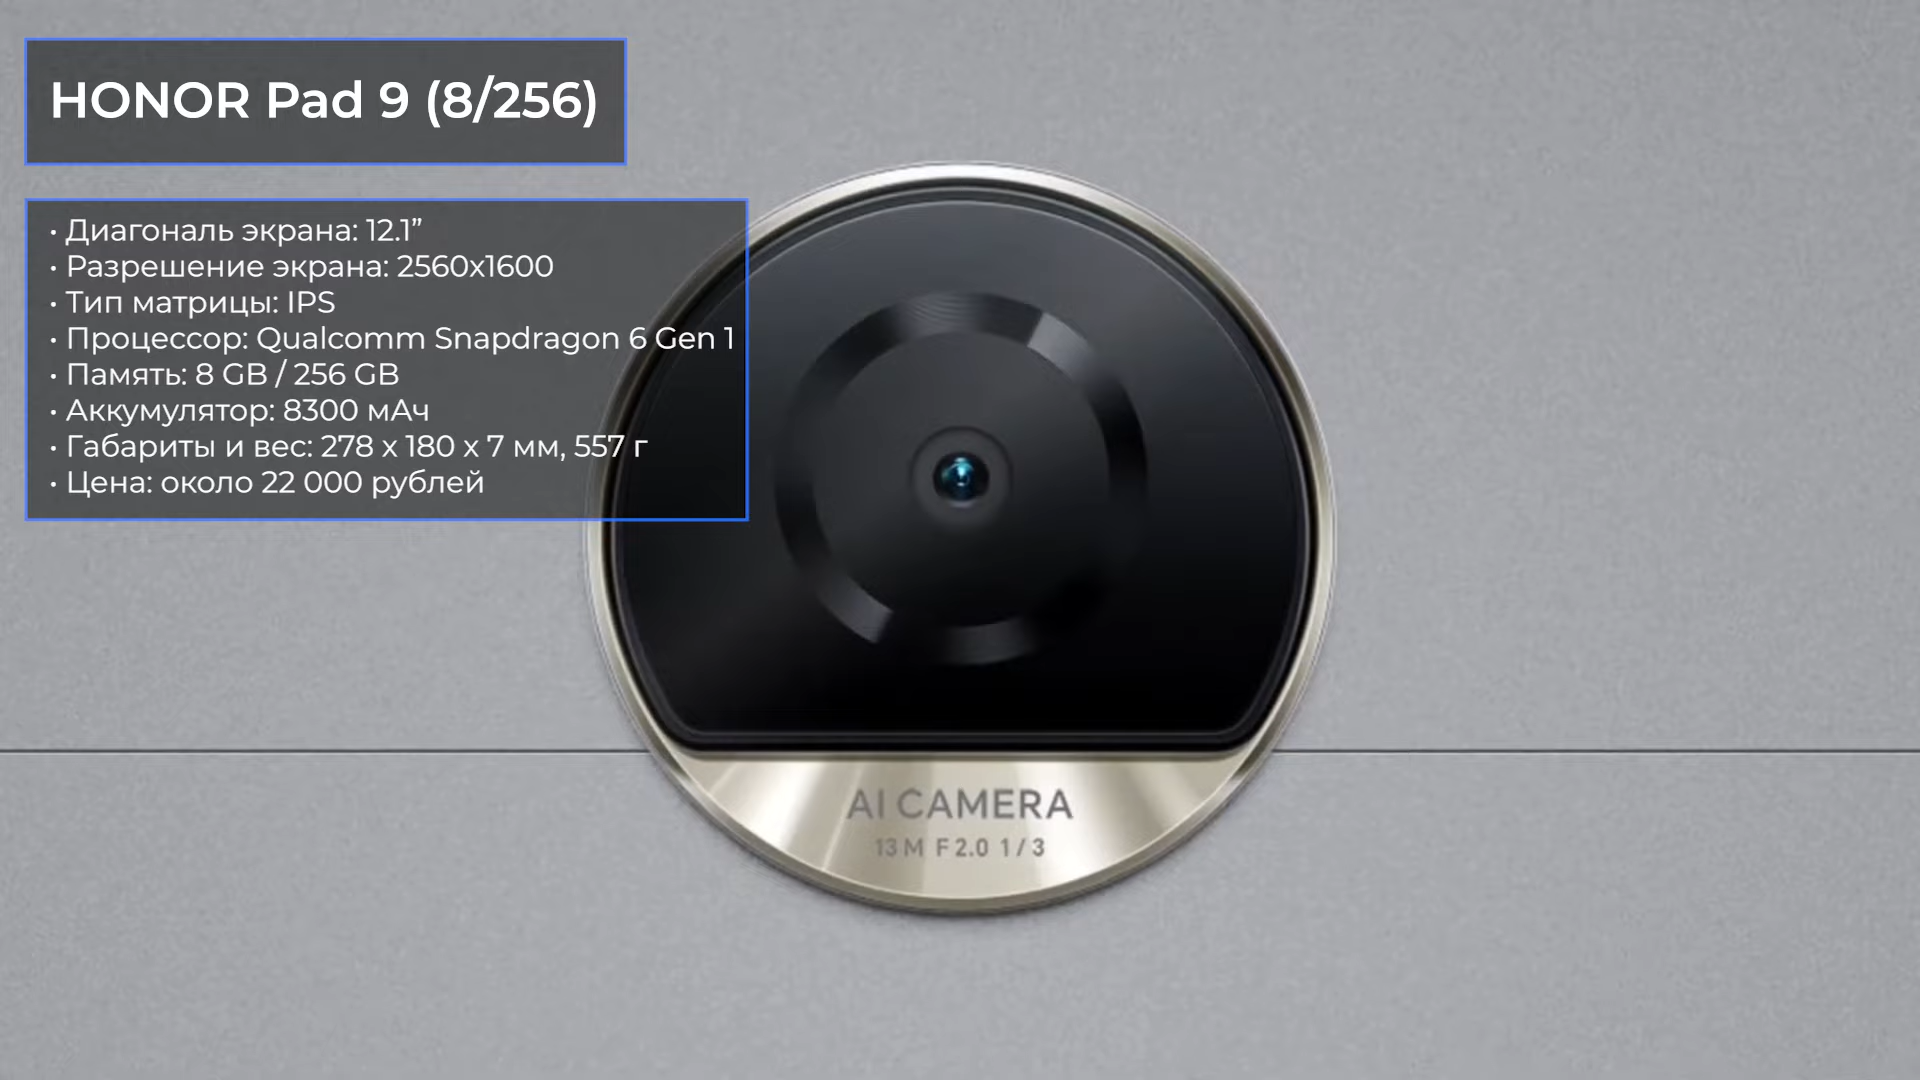 HONOR Pad 9 (8/256)
• Диагональ экрана: 12.1”
• Разрешение экрана: 2560x1600
• Тип матрицы: IPS
• Процессор: Qualcomm Snapdragon 6 Gen 1
• Память: 8 GB / 256 GB
• Аккумулятор: 8300 мАч
• Габариты и вес: 278 x 180 x 7 мм, 557 г
• Цена: около 22 000 рублей
AI CAMERA
13M F2.0 1/3